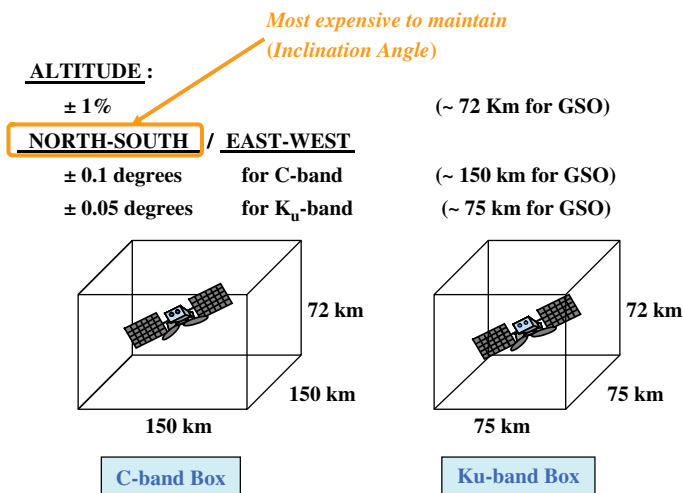 Most expensive to maintain
(Inclination Angle)
ALTITUDE :
± 1% (~ 72 Km for GSO)
NORTH-SOUTH / EAST-WEST
± 0.1 degrees for C-band (~ 150 km for GSO)
± 0.05 degrees for Ku-band (~ 75 km for GSO)
72 km 72 km
150 km 75 km
150 km 75 km
C-band Box Ku-band Box